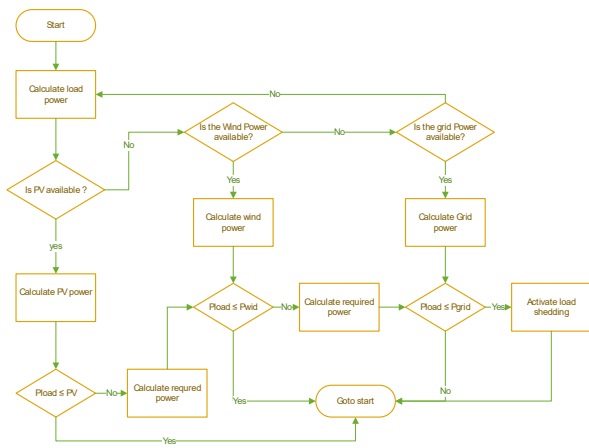 Start
Calculate load
power
No
Is the Wind Power
available?
No
Is the grid Power
available?
No
Is PV available ?
Yes
Yes
Calculate wind
power
Calculate Grid
power
yes
Calculate PV power
Pload ≤ Pwid
No
Calculate required
power
Pload ≤ Pgrid
Yes
Activate load
shedding
Pload ≤ PV
No
Calculate requred
power
Yes
Goto start
No
Yes